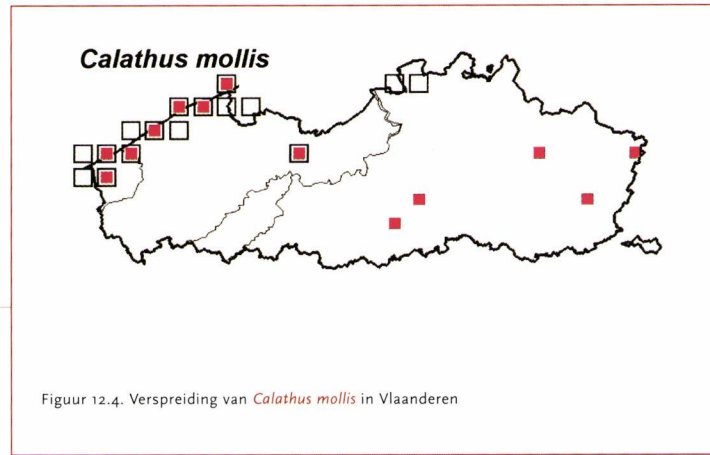 Calathus mollis
Figuur 12.4. Verspreiding van Calathus mollis in Vlaanderen